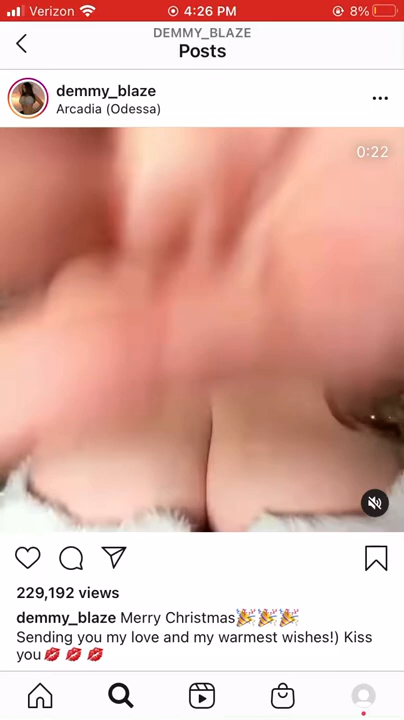 Verizon 4:26 PM 8%
DEMMY_BLAZE
Posts
demmy_blaze
Arcadia (Odessa)
0:22
229,192 views
demmy_blaze Merry Christmas🎉🎉🎉
Sending you my love and my warmest wishes!) Kiss
you💋💋💋